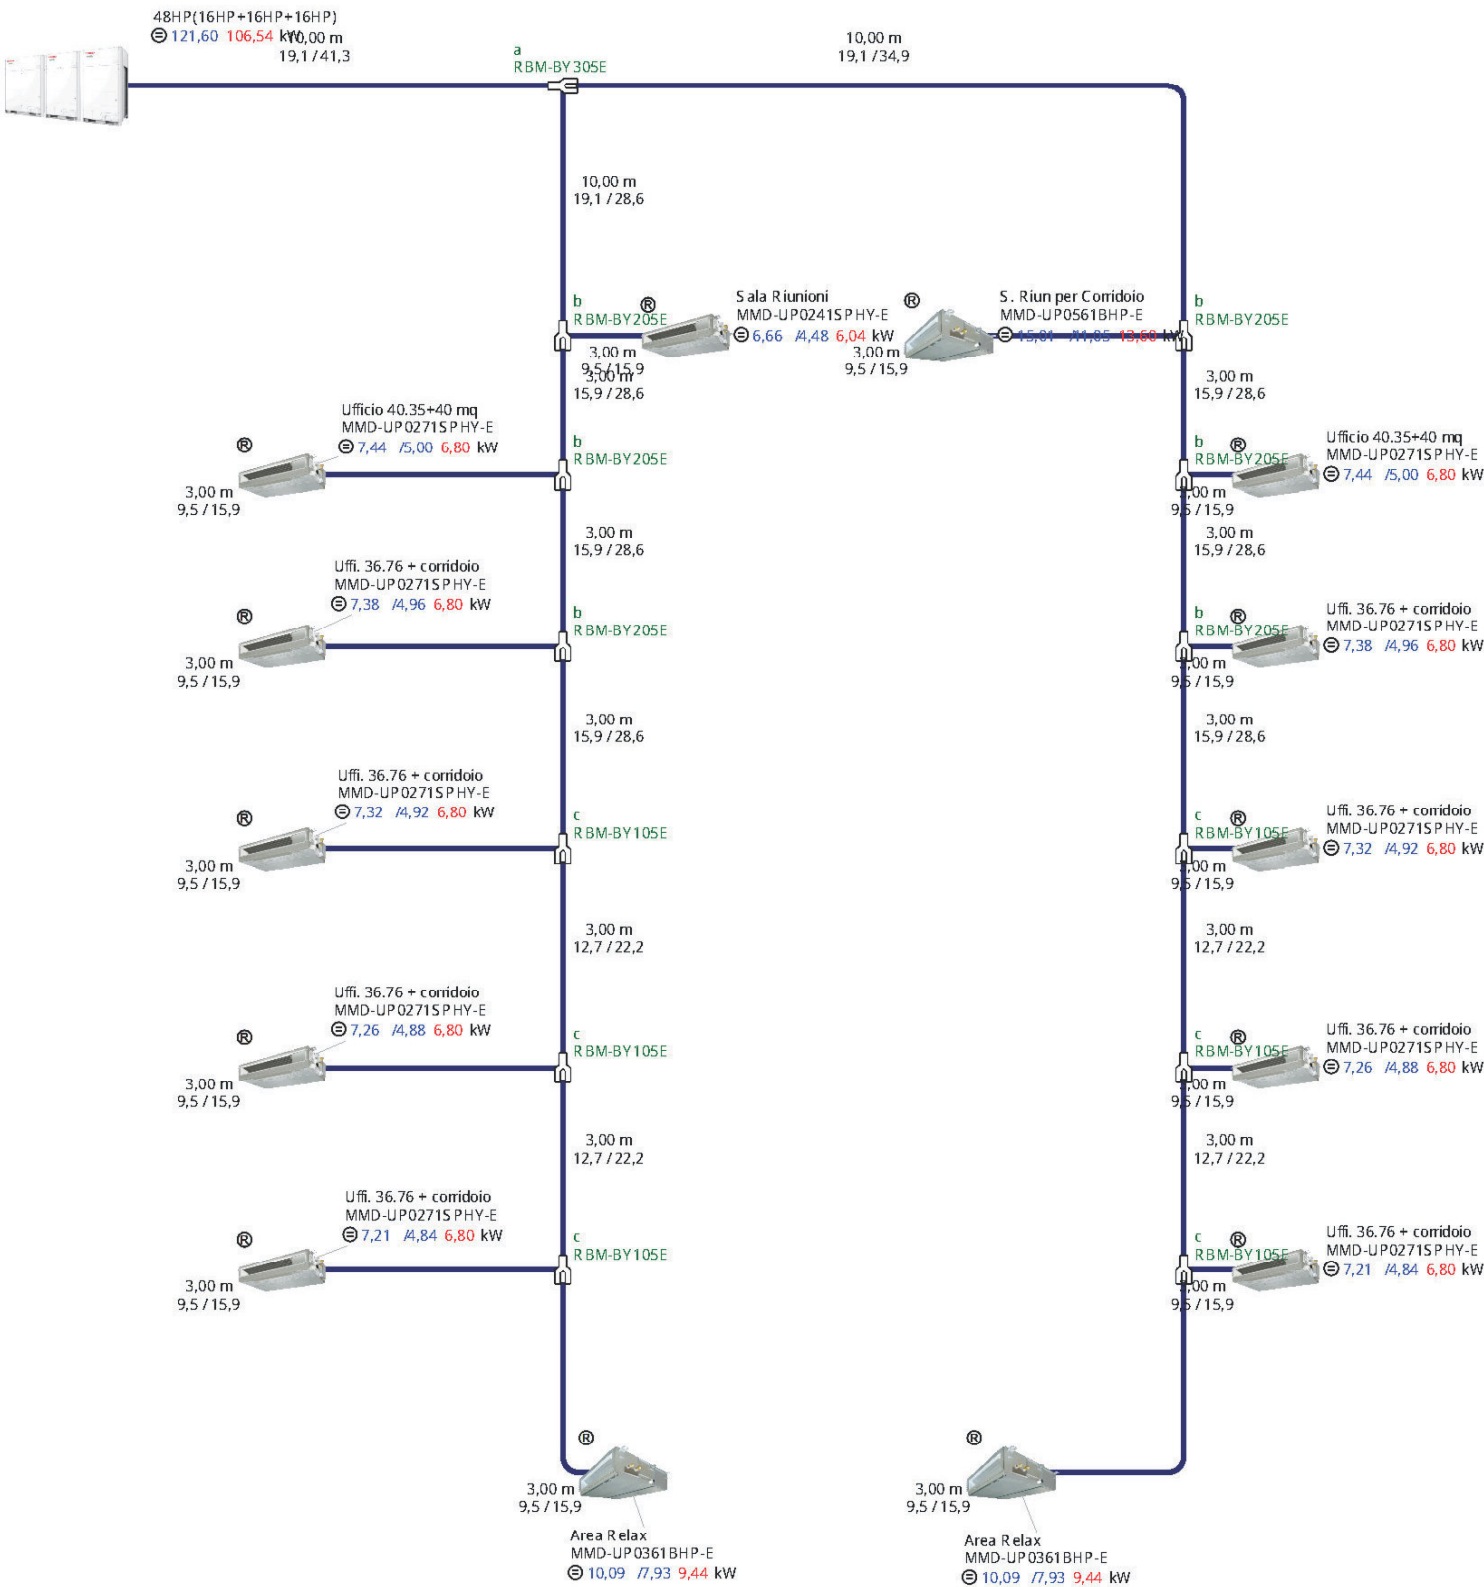 48HP(16HP+16HP+16HP)
121,60 106,54 kW
10,00 m
19,1 / 41,3
a
RBM-BY305E
10,00 m
19,1 / 34,9
10,00 m
19,1 / 28,6
b
RBM-BY205E
® 
Sala Riunioni
MMD-UP0241SPHY-E
6,66 /4,48 6,04 kW
3,00 m
9,5 / 15,9
®
S. Riun per Corridoio
MMD-UP0561BHP-E
15,01 /11,05 13,60 kW
3,00 m
9,5 / 15,9
b
RBM-BY205E
3,00 m
15,9 / 28,6
3,00 m
15,9 / 28,6
®
Ufficio 40.35+40 mq
MMD-UP0271SPHY-E
7,44 /5,00 6,80 kW
3,00 m
9,5 / 15,9
b
RBM-BY205E
b
RBM-BY205E
®
Ufficio 40.35+40 mq
MMD-UP0271SPHY-E
7,44 /5,00 6,80 kW
3,00 m
9,5 / 15,9
3,00 m
15,9 / 28,6
3,00 m
15,9 / 28,6
®
Uffi. 36.76 + corridoio
MMD-UP0271SPHY-E
7,38 /4,96 6,80 kW
3,00 m
9,5 / 15,9
b
RBM-BY205E
b
RBM-BY205E
®
Uffi. 36.76 + corridoio
MMD-UP0271SPHY-E
7,38 /4,96 6,80 kW
3,00 m
9,5 / 15,9
3,00 m
15,9 / 28,6
3,00 m
15,9 / 28,6
®
Uffi. 36.76 + corridoio
MMD-UP0271SPHY-E
7,32 /4,92 6,80 kW
3,00 m
9,5 / 15,9
c
RBM-BY105E
c
RBM-BY105E
®
Uffi. 36.76 + corridoio
MMD-UP0271SPHY-E
7,32 /4,92 6,80 kW
3,00 m
9,5 / 15,9
3,00 m
12,7 / 22,2
3,00 m
12,7 / 22,2
®
Uffi. 36.76 + corridoio
MMD-UP0271SPHY-E
7,26 /4,88 6,80 kW
3,00 m
9,5 / 15,9
c
RBM-BY105E
c
RBM-BY105E
®
Uffi. 36.76 + corridoio
MMD-UP0271SPHY-E
7,26 /4,88 6,80 kW
3,00 m
9,5 / 15,9
3,00 m
12,7 / 22,2
3,00 m
12,7 / 22,2
®
Uffi. 36.76 + corridoio
MMD-UP0271SPHY-E
7,21 /4,84 6,80 kW
3,00 m
9,5 / 15,9
c
RBM-BY105E
c
RBM-BY105E
®
Uffi. 36.76 + corridoio
MMD-UP0271SPHY-E
7,21 /4,84 6,80 kW
3,00 m
9,5 / 15,9
®
3,00 m
9,5 / 15,9
Area Relax
MMD-UP0361BHP-E
10,09 /7,93 9,44 kW
®
3,00 m
9,5 / 15,9
Area Relax
MMD-UP0361BHP-E
10,09 /7,93 9,44 kW